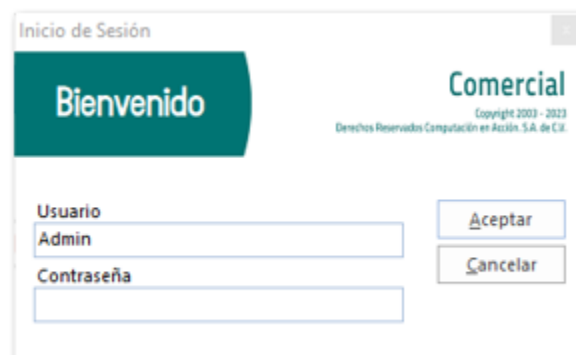 Inicio de Sesión
Bienvenido
Comercial
Copyright 2003 - 2023
Derechos Reservados Computación en Acción. S.A. de C.V.
Usuario
Admin
Contraseña
Aceptar
Cancelar